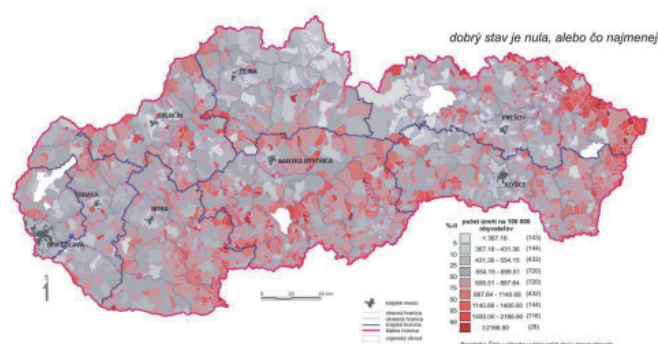 dobrý stav je nula, alebo čo najmenej
ŽILINA
TRENČÍN
PREŠOV
BANSKÁ BYSTRICA
KOŠICE
TRNAVA
NITRA
BRATISLAVA
počet úmrtí na 100 000
%-il obyvateľov
< 367.18 (143)
5
367.18 - 431.36 (144)
10
431.36 - 554.15 (432)
25
554.15 - 699.51 (720)
50
699.51 - 887.64 (720)
75
887.64 - 1140.68 (432)
90
1140.68 - 1400.00 (144)
95
1400.00 - 2166.90 (116)
99
≥2166.90 (28)
krajské mesto
obecná hranica
okresná hranica
krajská hranica
štátna hranica
vojenský obvod